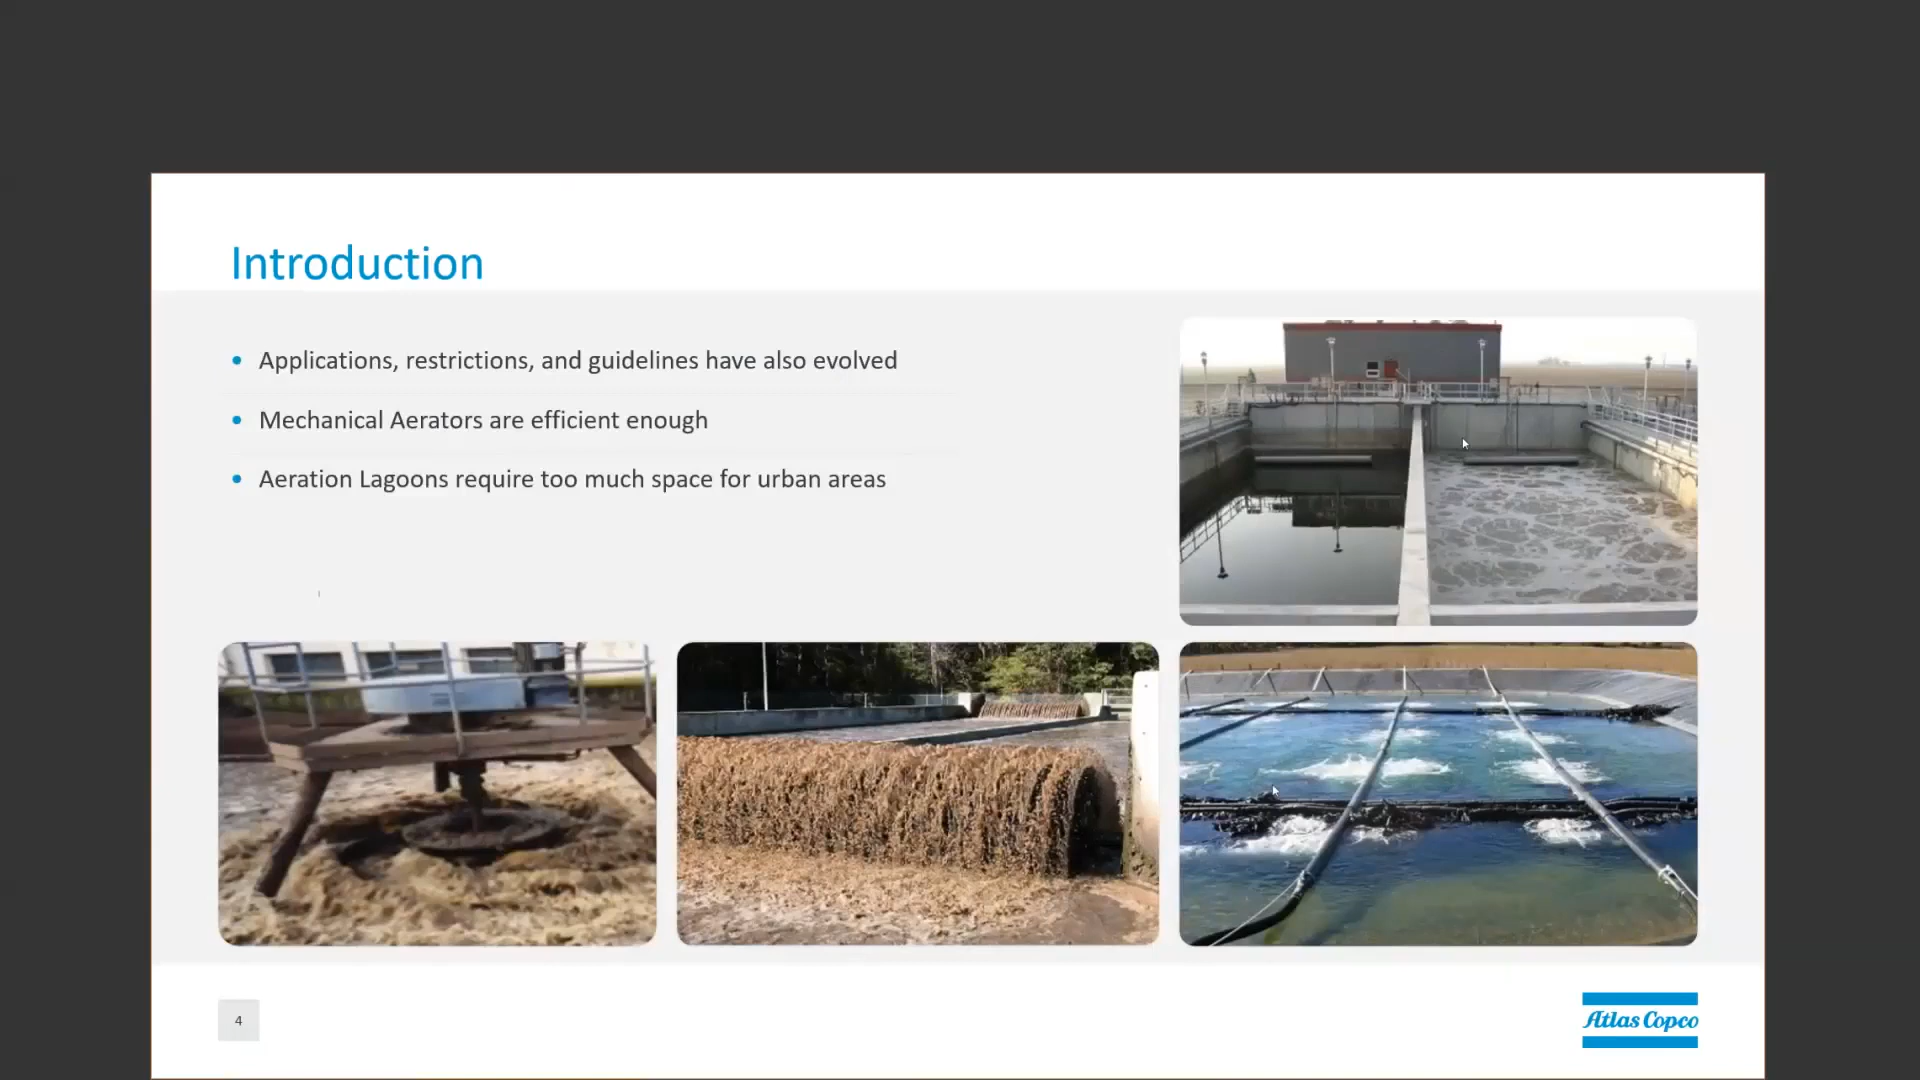 Introduction
Applications, restrictions, and guidelines have also evolved
Mechanical Aerators are efficient enough
Aeration Lagoons require too much space for urban areas
4
Atlas Copco